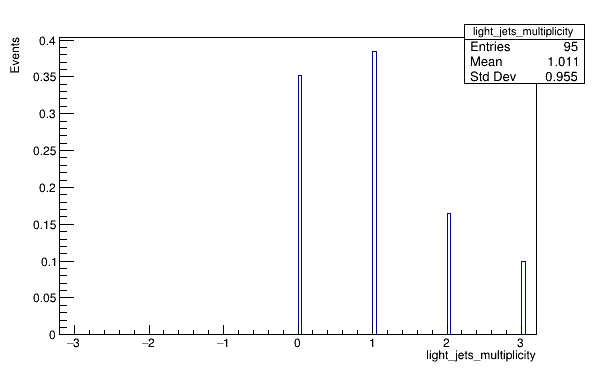 light_jets_multiplicity
Entries 95
Mean 1.011
Std Dev 0.955
Events
0.4
0.35
0.3
0.25
0.2
0.15
0.1
0.05
0
−3 −2 −1 0 1 2 3
light_jets_multiplicity